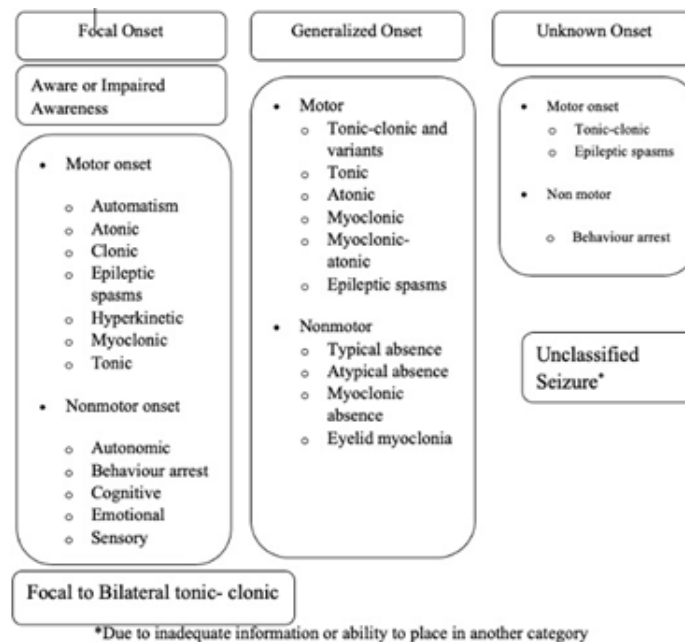 Focal Onset
Aware or Impaired
Awareness
• Motor onset
o Automatism
o Atonic
o Clonic
o Epileptic
spasms
o Hyperkinetic
o Myoclonic
o Tonic
• Nonmotor onset
o Autonomic
o Behaviour arrest
o Cognitive
o Emotional
o Sensory
Focal to Bilateral tonic- clonic
Generalized Onset
• Motor
o Tonic-clonic and
variants
o Tonic
o Atonic
o Myoclonic
o Myoclonic-
atonic
o Epileptic spasms
• Nonmotor
o Typical absence
o Atypical absence
o Myoclonic
absence
o Eyelid myoclonia
Unknown Onset
• Motor onset
o Tonic-clonic
o Epileptic spasms
• Non motor
o Behaviour arrest
Unclassified
Seizure*
*Due to inadequate information or ability to place in another category